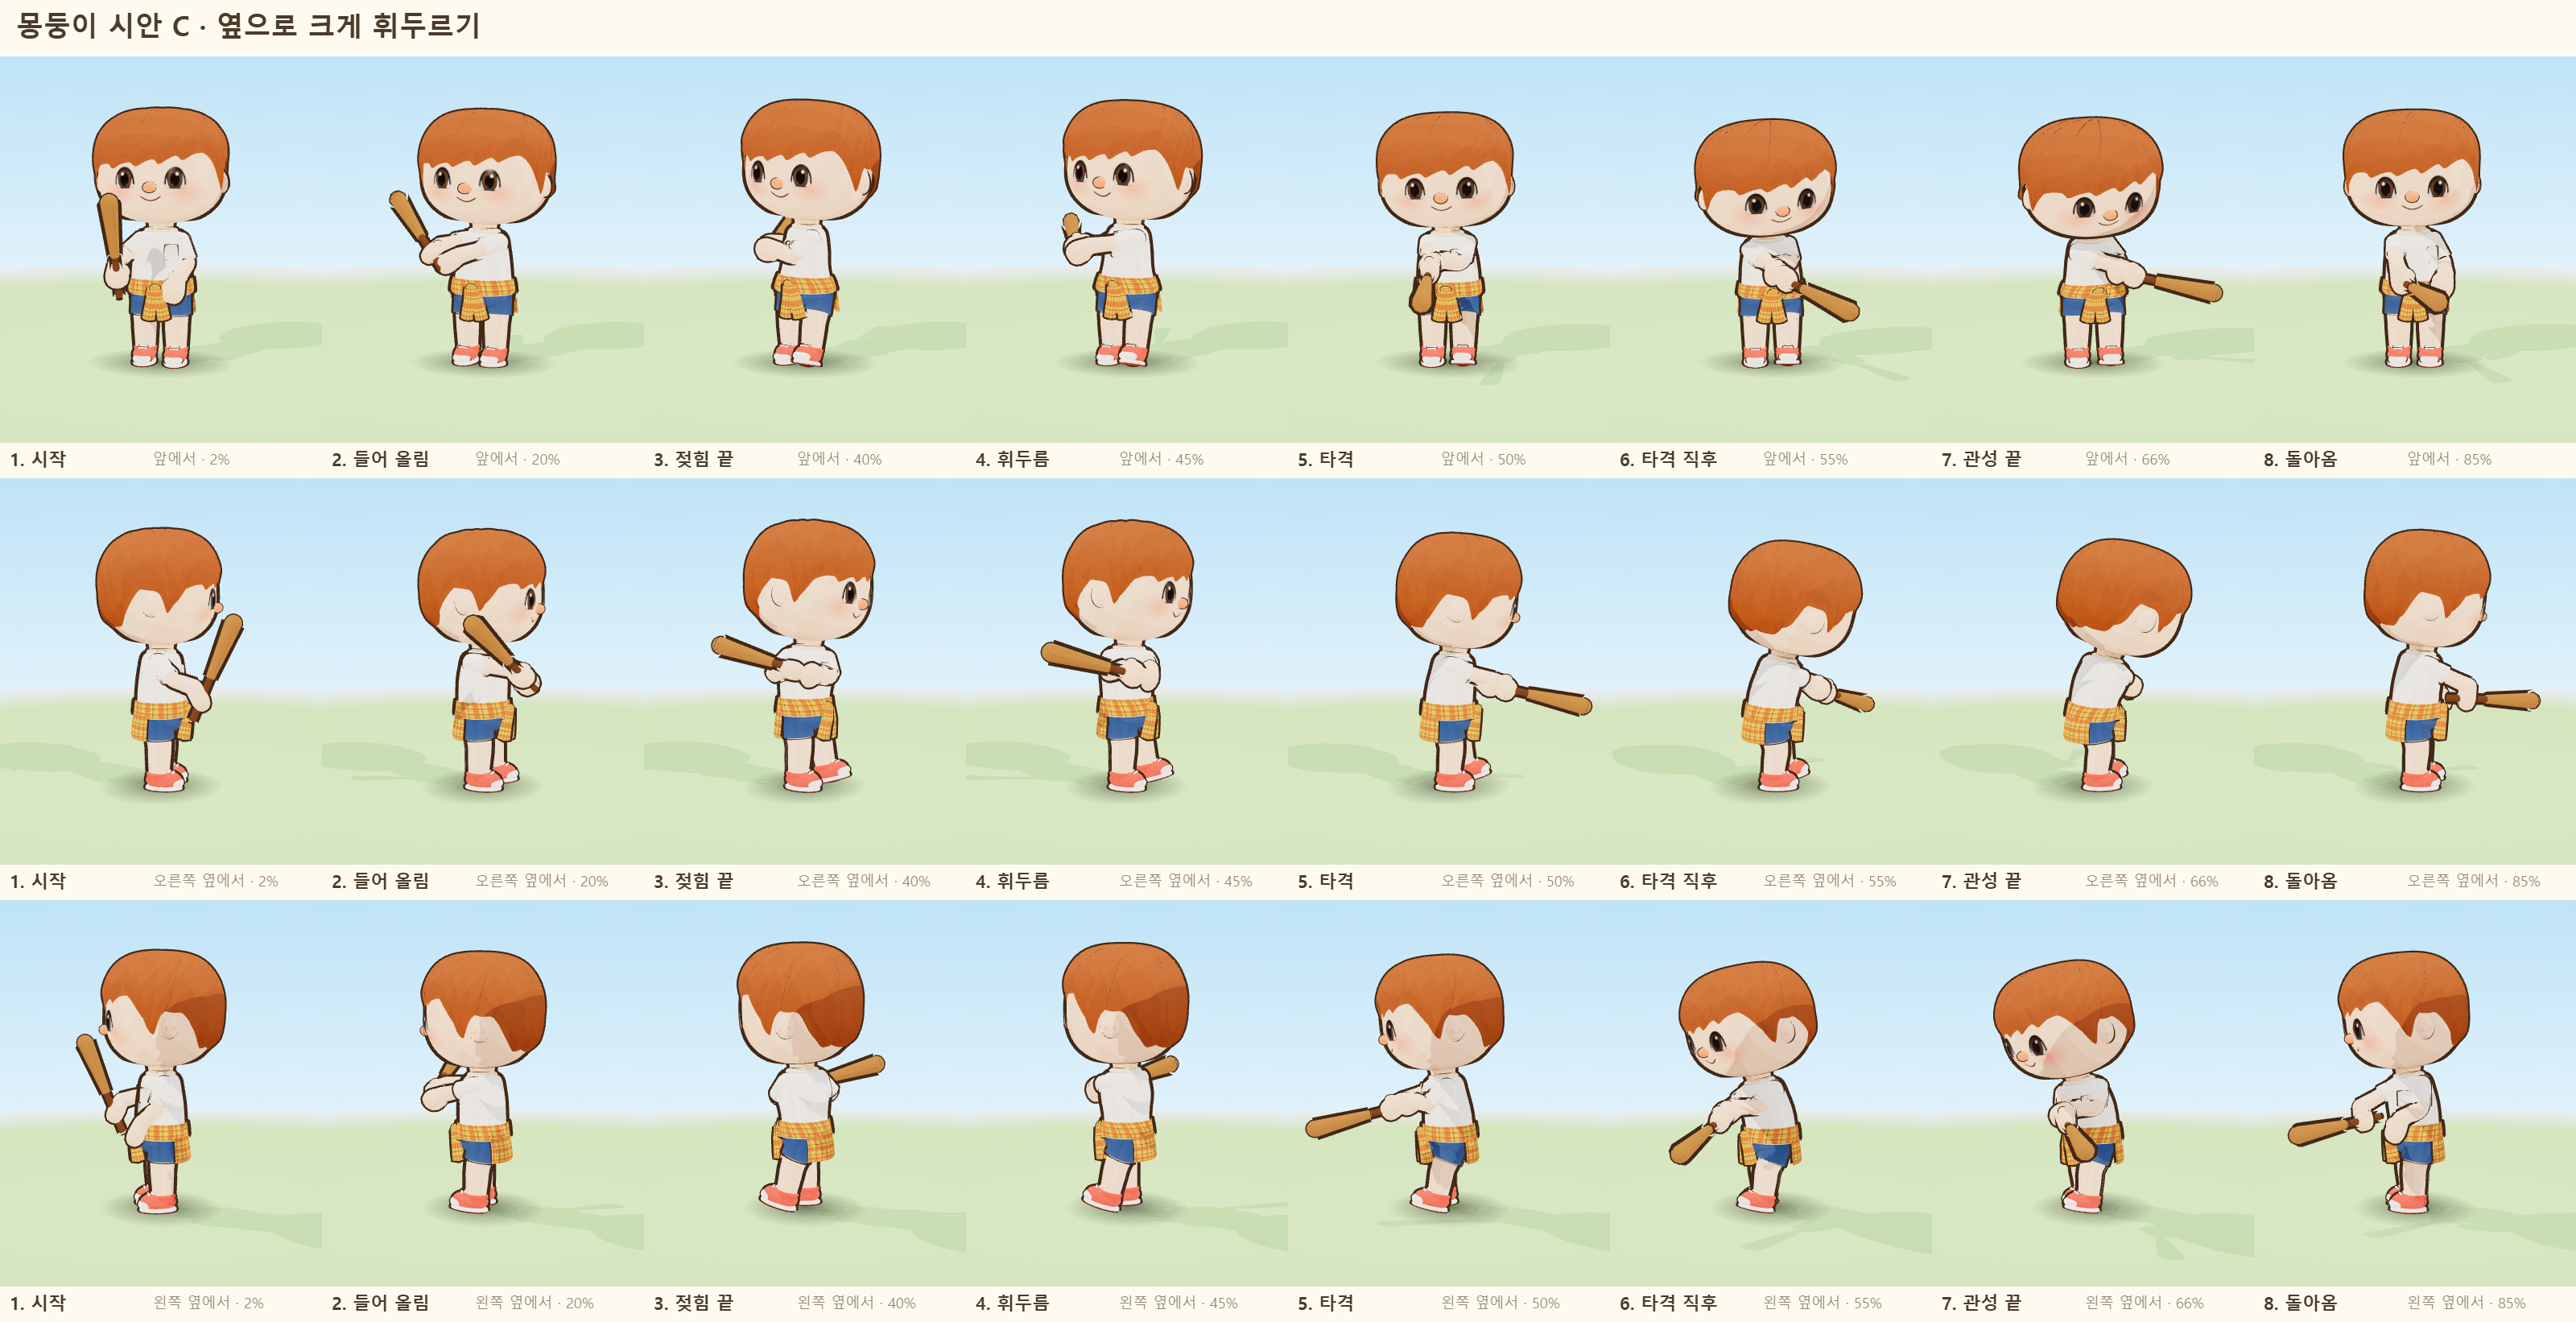 몽둥이 시안 C · 옆으로 크게 휘두르기
1. 시작 앞에서 · 2% 2. 들어 올림 앞에서 · 20% 3. 젖힘 끝 앞에서 · 40% 4. 휘두름 앞에서 · 45% 5. 타격 앞에서 · 50% 6. 타격 직후 앞에서 · 55% 7. 관성 끝 앞에서 · 66% 8. 돌아옴 앞에서 · 85%
1. 시작 오른쪽 옆에서 · 2% 2. 들어 올림 오른쪽 옆에서 · 20% 3. 젖힘 끝 오른쪽 옆에서 · 40% 4. 휘두름 오른쪽 옆에서 · 45% 5. 타격 오른쪽 옆에서 · 50% 6. 타격 직후 오른쪽 옆에서 · 55% 7. 관성 끝 오른쪽 옆에서 · 66% 8. 돌아옴 오른쪽 옆에서 · 85%
1. 시작 왼쪽 옆에서 · 2% 2. 들어 올림 왼쪽 옆에서 · 20% 3. 젖힘 끝 왼쪽 옆에서 · 40% 4. 휘두름 왼쪽 옆에서 · 45% 5. 타격 왼쪽 옆에서 · 50% 6. 타격 직후 왼쪽 옆에서 · 55% 7. 관성 끝 왼쪽 옆에서 · 66% 8. 돌아옴 왼쪽 옆에서 · 85%